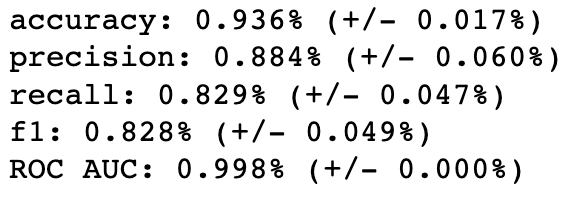 accuracy: 0.936% (+/- 0.017%)
precision: 0.884% (+/- 0.060%)
recall: 0.829% (+/- 0.047%)
f1: 0.828% (+/- 0.049%)
ROC AUC: 0.998% (+/- 0.000%)